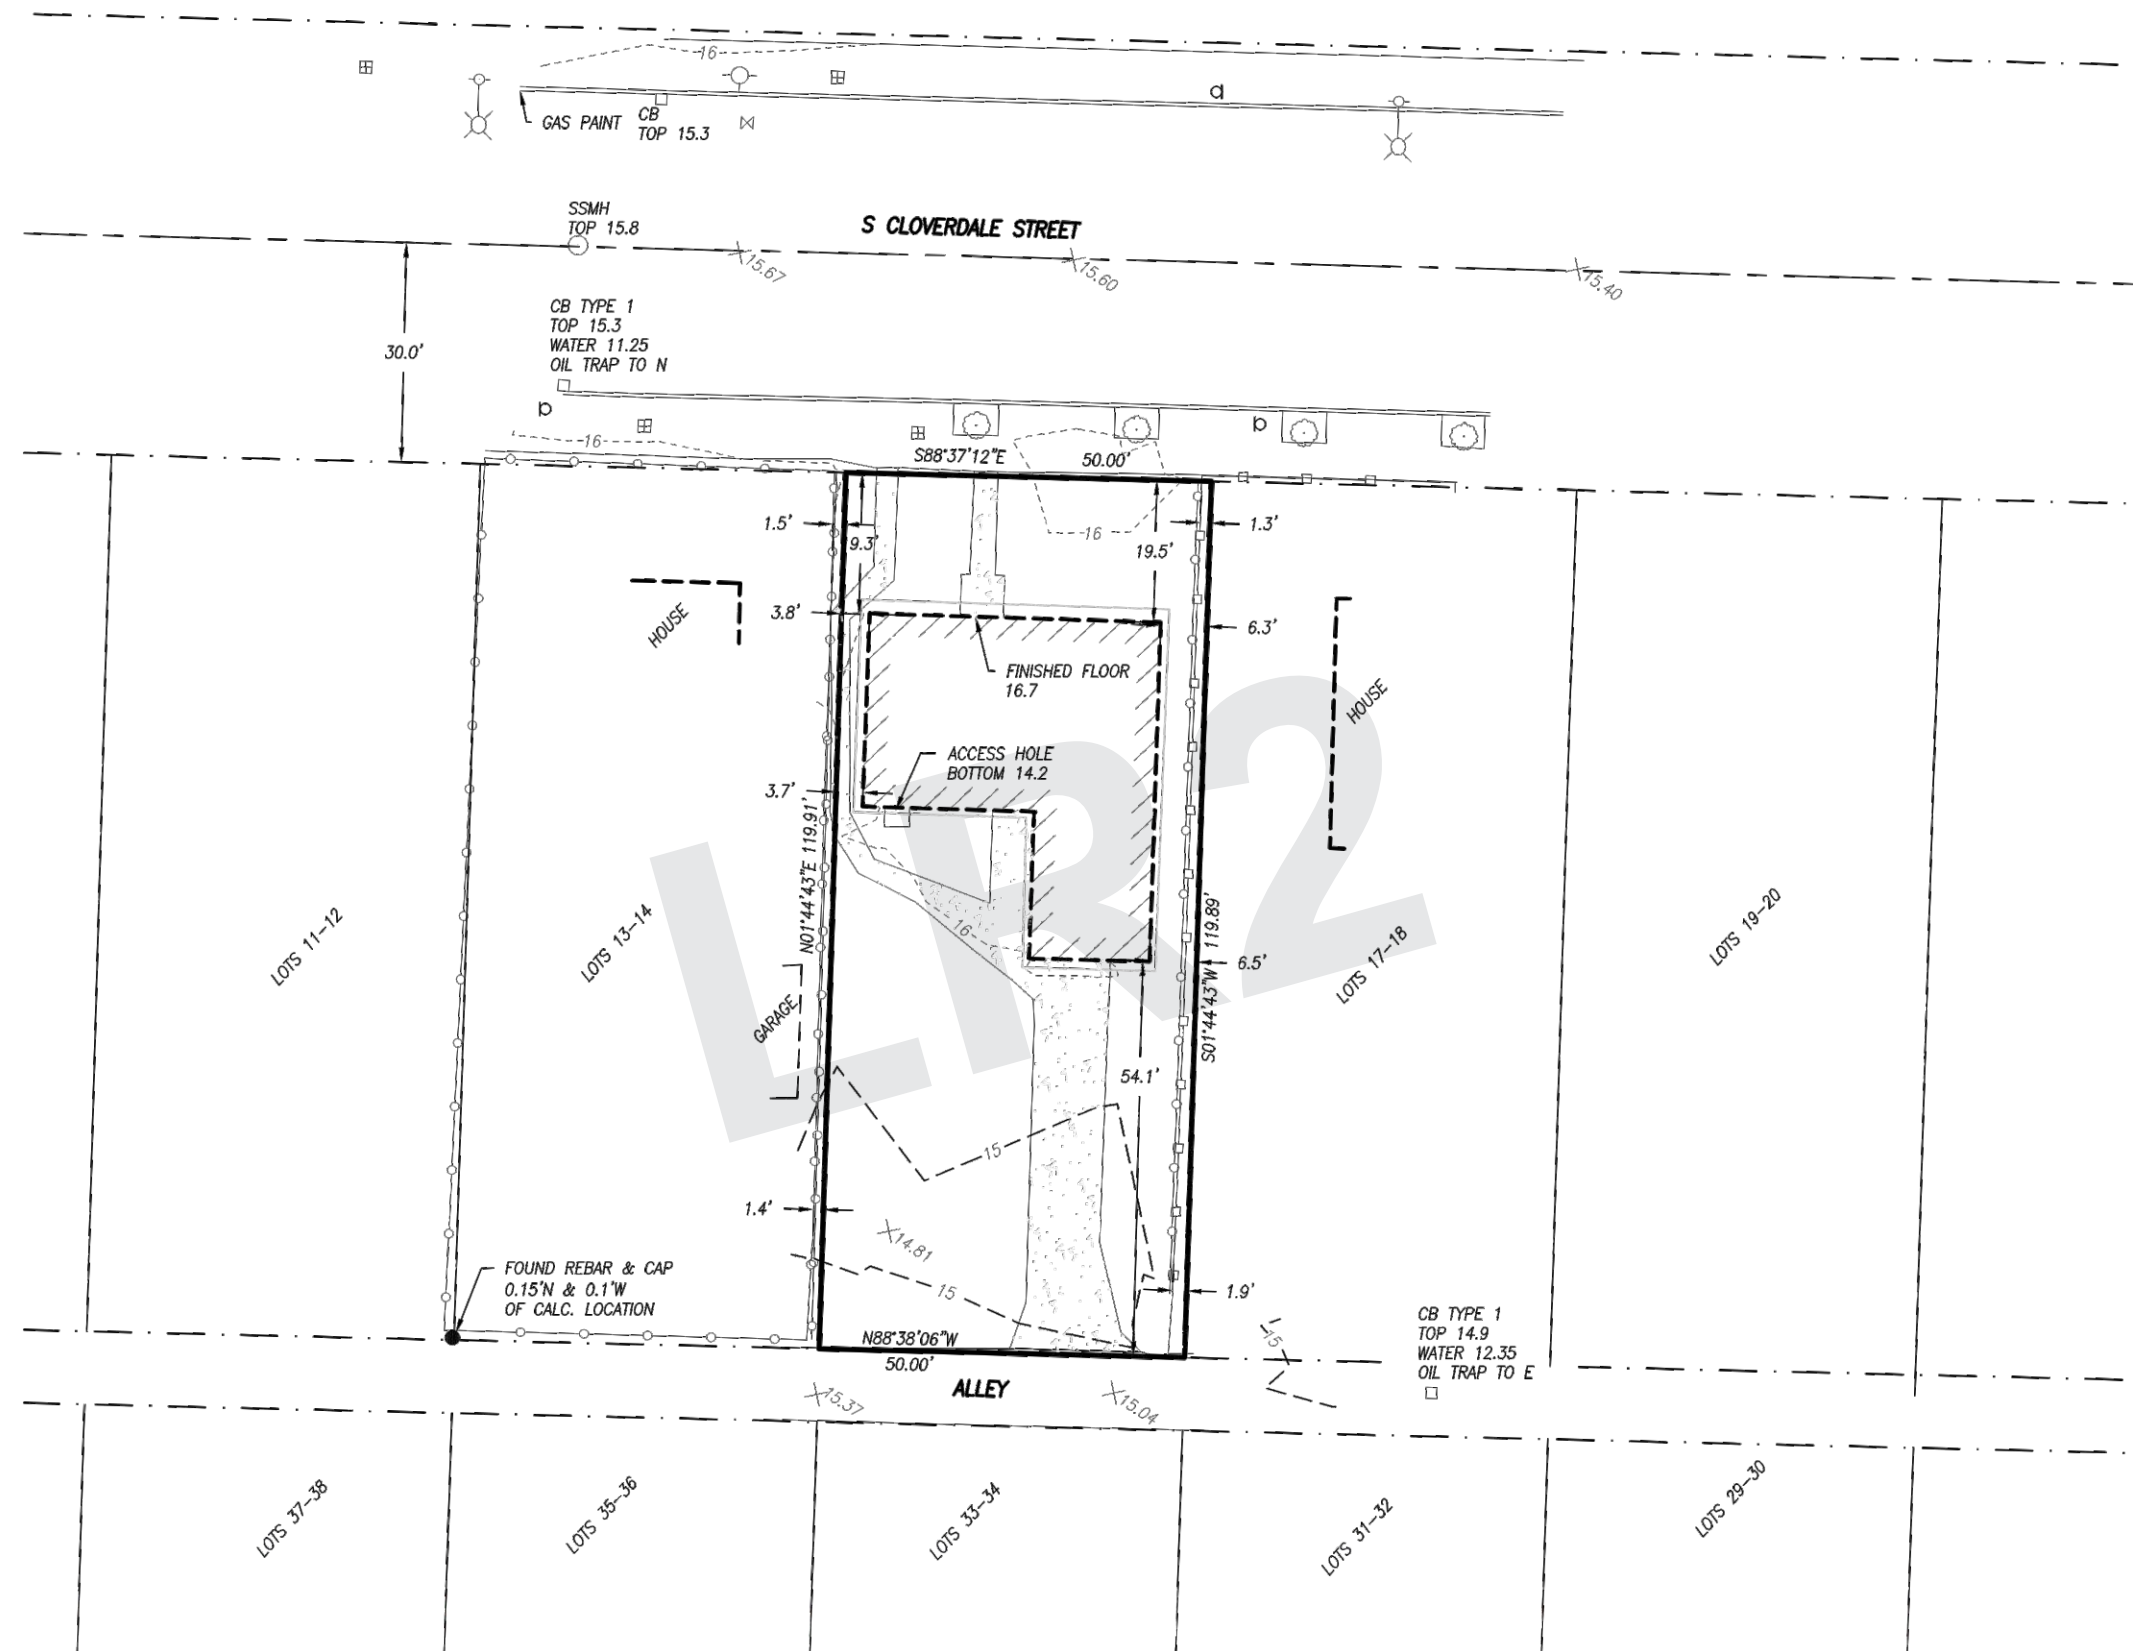 16
a
GAS PAINT
CB
TOP 15.3
SSMH
TOP 15.8
S CLOVERDALE STREET
15.67
15.60
15.40
CB TYPE 1
TOP 15.3
WATER 11.25
OIL TRAP TO N
30.0'
p
p
16
S88°37'12"E
50.00'
1.5'
9.3'
16
19.5'
1.3'
HOUSE
3.8'
6.3'
FINISHED FLOOR
16.7
HOUSE
ACCESS HOLE
BOTTOM 14.2
3.7'
LR2
N01°44'43"E 119.91'
S01°44'43"W 119.89'
16
LOTS 11-12
LOTS 13-14
LOTS 17-18
LOTS 19-20
6.5'
GARAGE
54.1'
15
1.4'
14.81
FOUND REBAR & CAP
0.15'N & 0.1'W
OF CALC. LOCATION
15
1.9'
N88°38'06"W
50.00'
ALLEY
15
CB TYPE 1
TOP 14.9
WATER 12.35
OIL TRAP TO E
15.37
15.04
LOTS 37-38
LOTS 35-36
LOTS 33-34
LOTS 31-32
LOTS 29-30